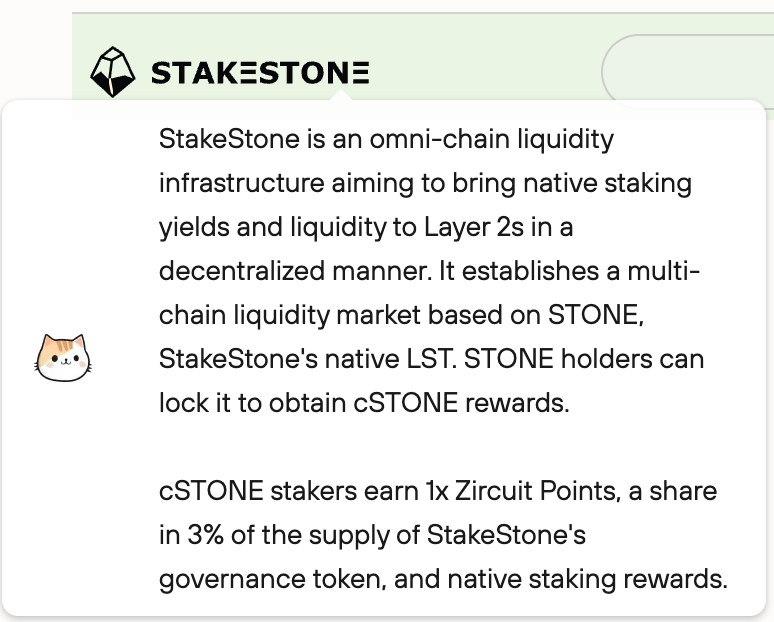 STAKESTONE
StakeStone is an omni-chain liquidity
infrastructure aiming to bring native staking
yields and liquidity to Layer 2s in a
decentralized manner. It establishes a multi-
chain liquidity market based on STONE,
StakeStone's native LST. STONE holders can
lock it to obtain cSTONE rewards.
cSTONE stakers earn 1x Zircuit Points, a share
in 3% of the supply of StakeStone's
governance token, and native staking rewards.